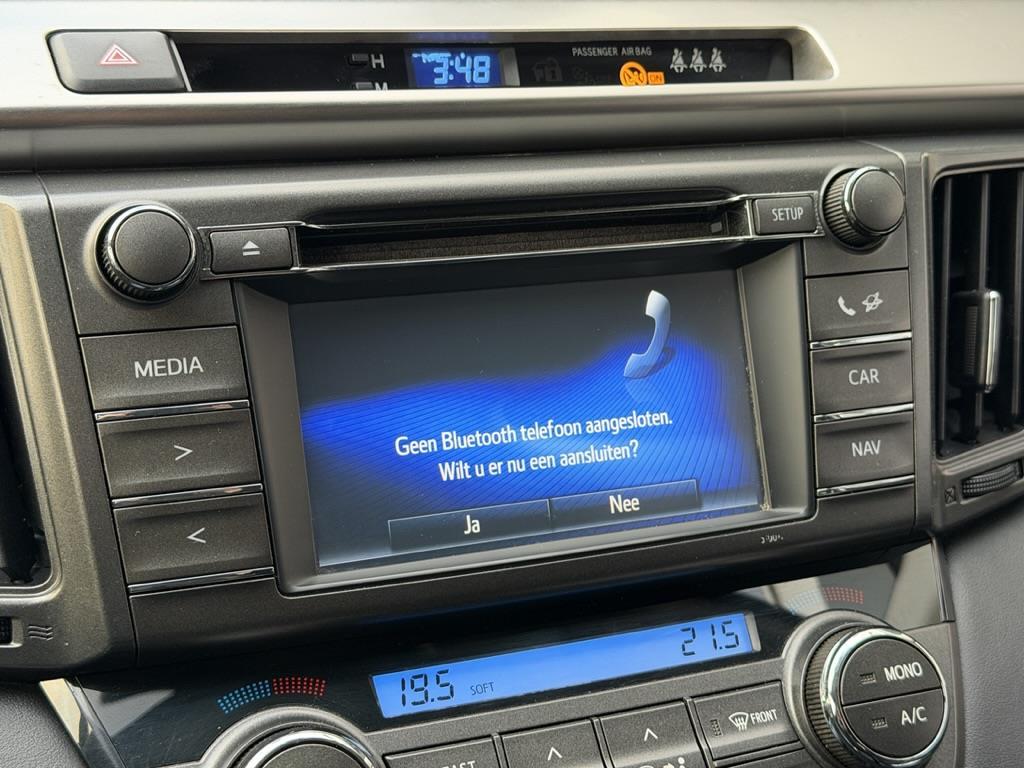 H
3:48
PASSENGER AIR BAG
ON
M
SETUP
MEDIA
CAR
>
NAV
<
Geen Bluetooth telefoon aangesloten.
Wilt u er nu een aansluiten?
Ja
Nee
19.5 SOFT
21.5
MONO
A/C
FRONT